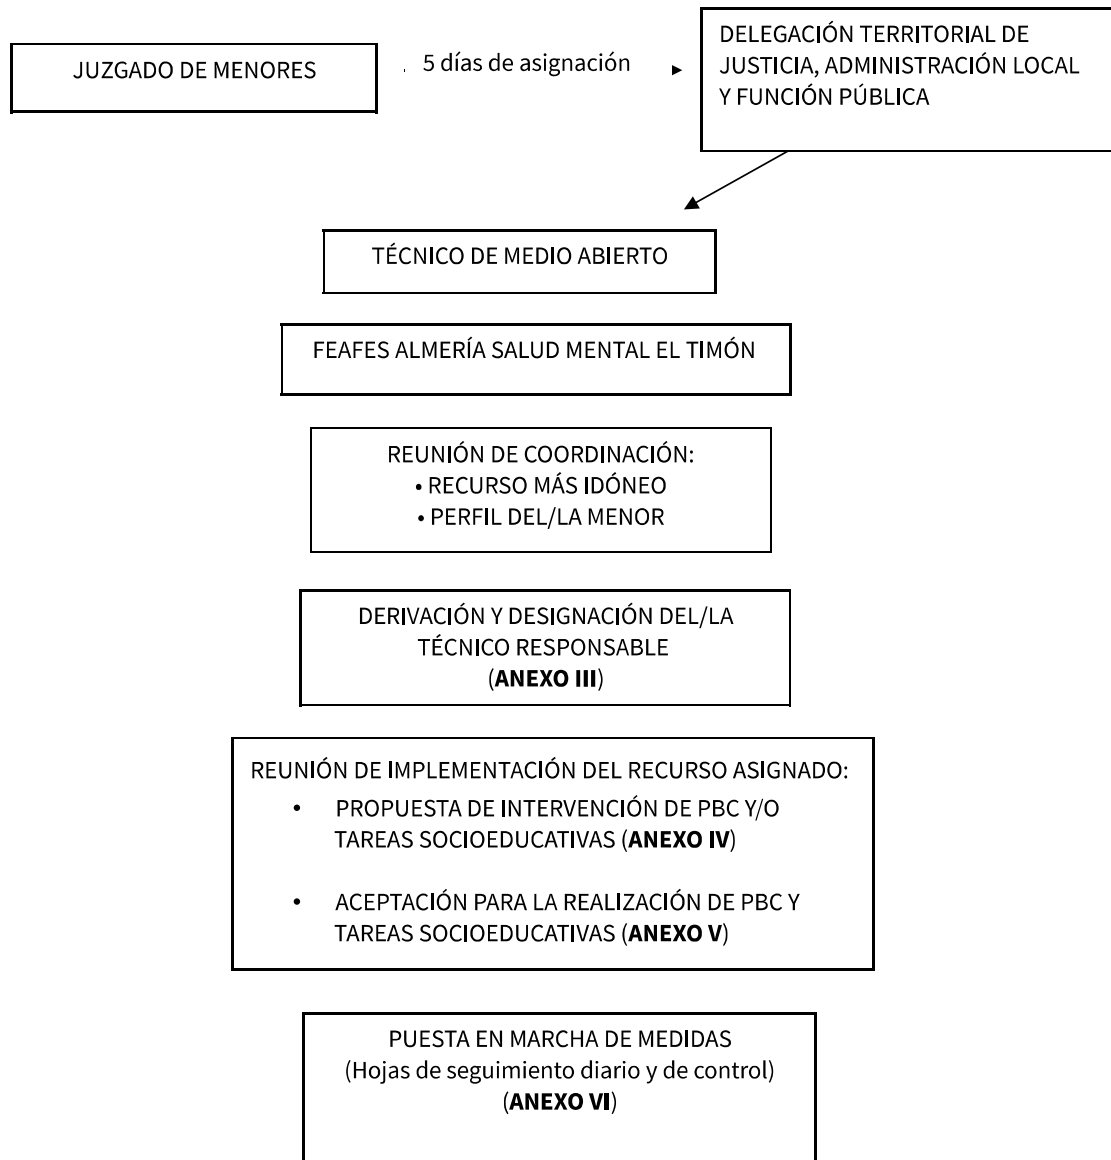 JUZGADO DE MENORES
5 días de asignación
DELEGACIÓN TERRITORIAL DE
JUSTICIA, ADMINISTRACIÓN LOCAL
Y FUNCIÓN PÚBLICA
TÉCNICO DE MEDIO ABIERTO
FEAFES ALMERÍA SALUD MENTAL EL TIMÓN
REUNIÓN DE COORDINACIÓN:
• RECURSO MÁS IDÓNEO
• PERFIL DEL/LA MENOR
DERIVACIÓN Y DESIGNACIÓN DEL/LA
TÉCNICO RESPONSABLE
(ANEXO III)
REUNIÓN DE IMPLEMENTACIÓN DEL RECURSO ASIGNADO:
• PROPUESTA DE INTERVENCIÓN DE PBC Y/O
TAREAS SOCIOEDUCATIVAS (ANEXO IV)
• ACEPTACIÓN PARA LA REALIZACIÓN DE PBC Y
TAREAS SOCIOEDUCATIVAS (ANEXO V)
PUESTA EN MARCHA DE MEDIDAS
(Hojas de seguimiento diario y de control)
(ANEXO VI)